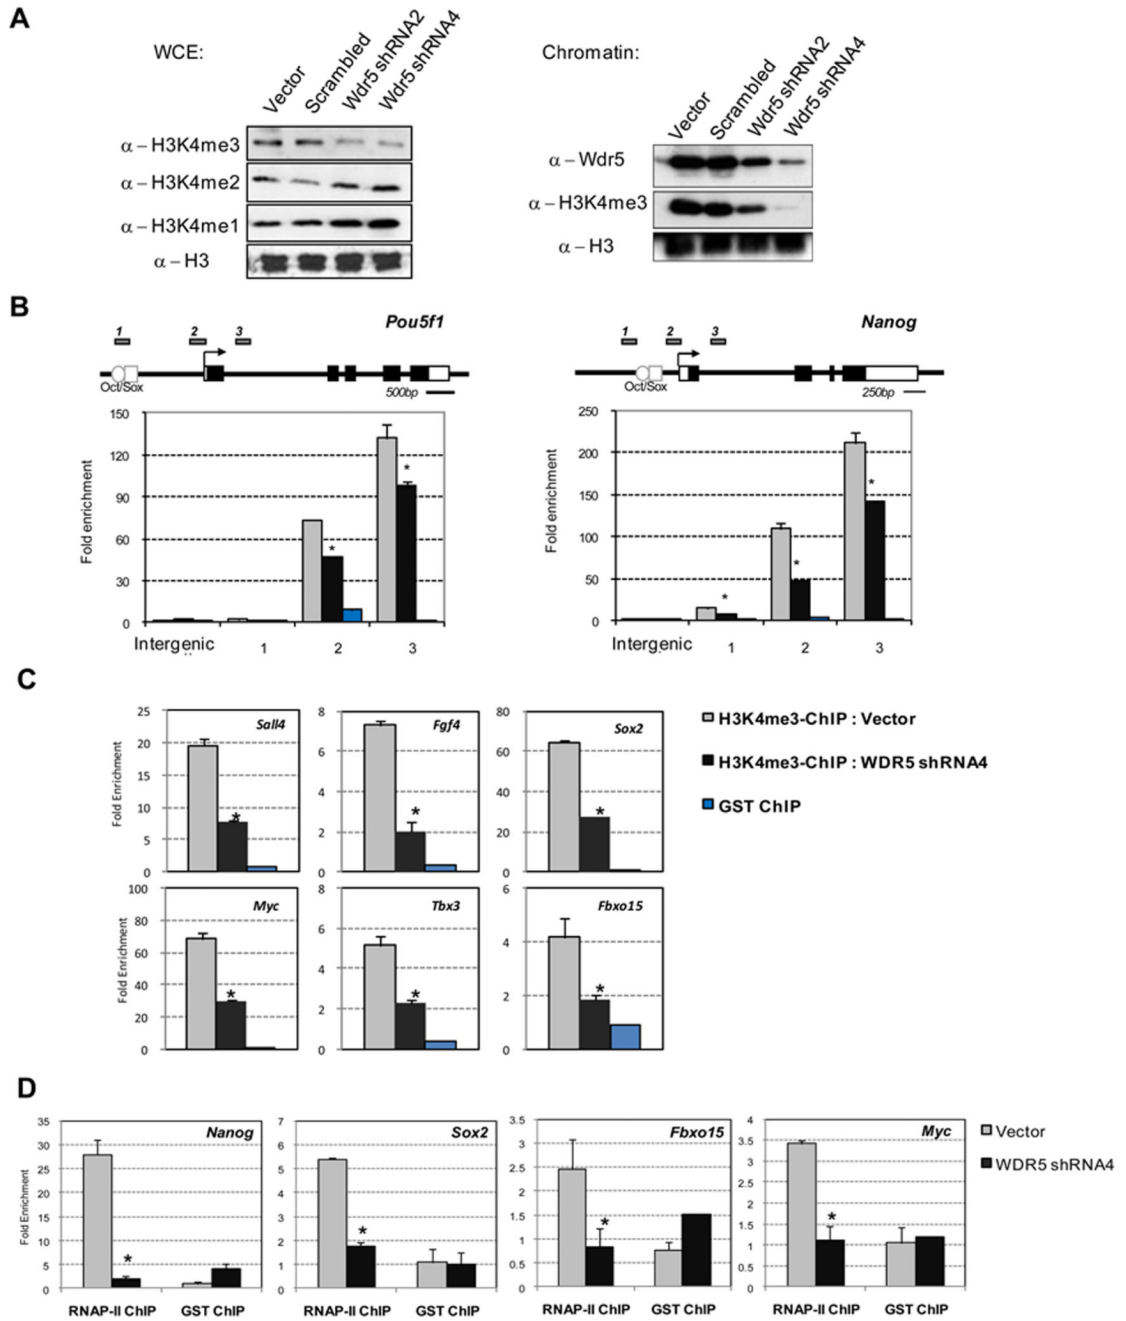 A
WCE:
Vector
Scrambled
Wdr5 shRNA2
Wdr5 shRNA4
α – H3K4me3
α – H3K4me2
α – H3K4me1
α – H3
Chromatin:
Vector
Scrambled
Wdr5 shRNA2
Wdr5 shRNA4
α – Wdr5
α – H3K4me3
α – H3
B
1 2 3
Pou5f1
Oct/Sox
500bp
Fold enrichment
150
120
90
60
30
0
Intergenic 1 2 3
1 2 3
Nanog
Oct/Sox
250bp
Fold enrichment
250
200
150
100
50
0
Intergenic 1 2 3
* * * * *
C
Fold Enrichment
25
20
15
10
5
0
Sall4
*
8
6
4
2
0
Fgf4
*
80
60
40
20
0
Sox2
*
H3K4me3-ChIP : Vector
H3K4me3-ChIP : WDR5 shRNA4
GST ChIP
Fold Enrichment
100
80
60
40
20
0
Myc
*
8
6
4
2
0
Tbx3
*
6
4
2
0
Fbxo15
*
D
Fold Enrichment
35
30
25
20
15
10
5
0
Nanog
*
RNAP-II ChIP GST ChIP
7
6
5
4
3
2
1
0
Sox2
*
RNAP-II ChIP GST ChIP
3.5
3
2.5
2
1.5
1
0.5
0
Fbxo15
*
RNAP-II ChIP GST ChIP
4
3.5
3
2.5
2
1.5
1
0.5
0
Myc
*
RNAP-II ChIP GST ChIP
Vector
WDR5 shRNA4